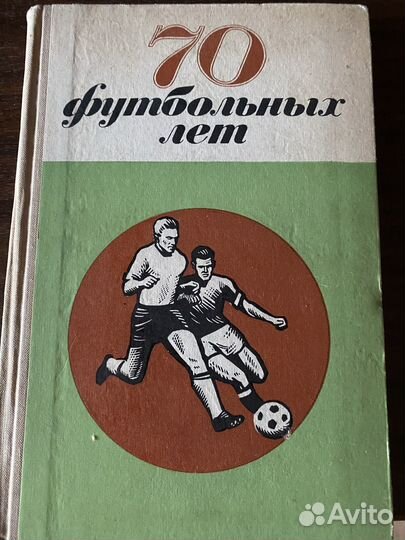 70
футбольных
лет
Avito